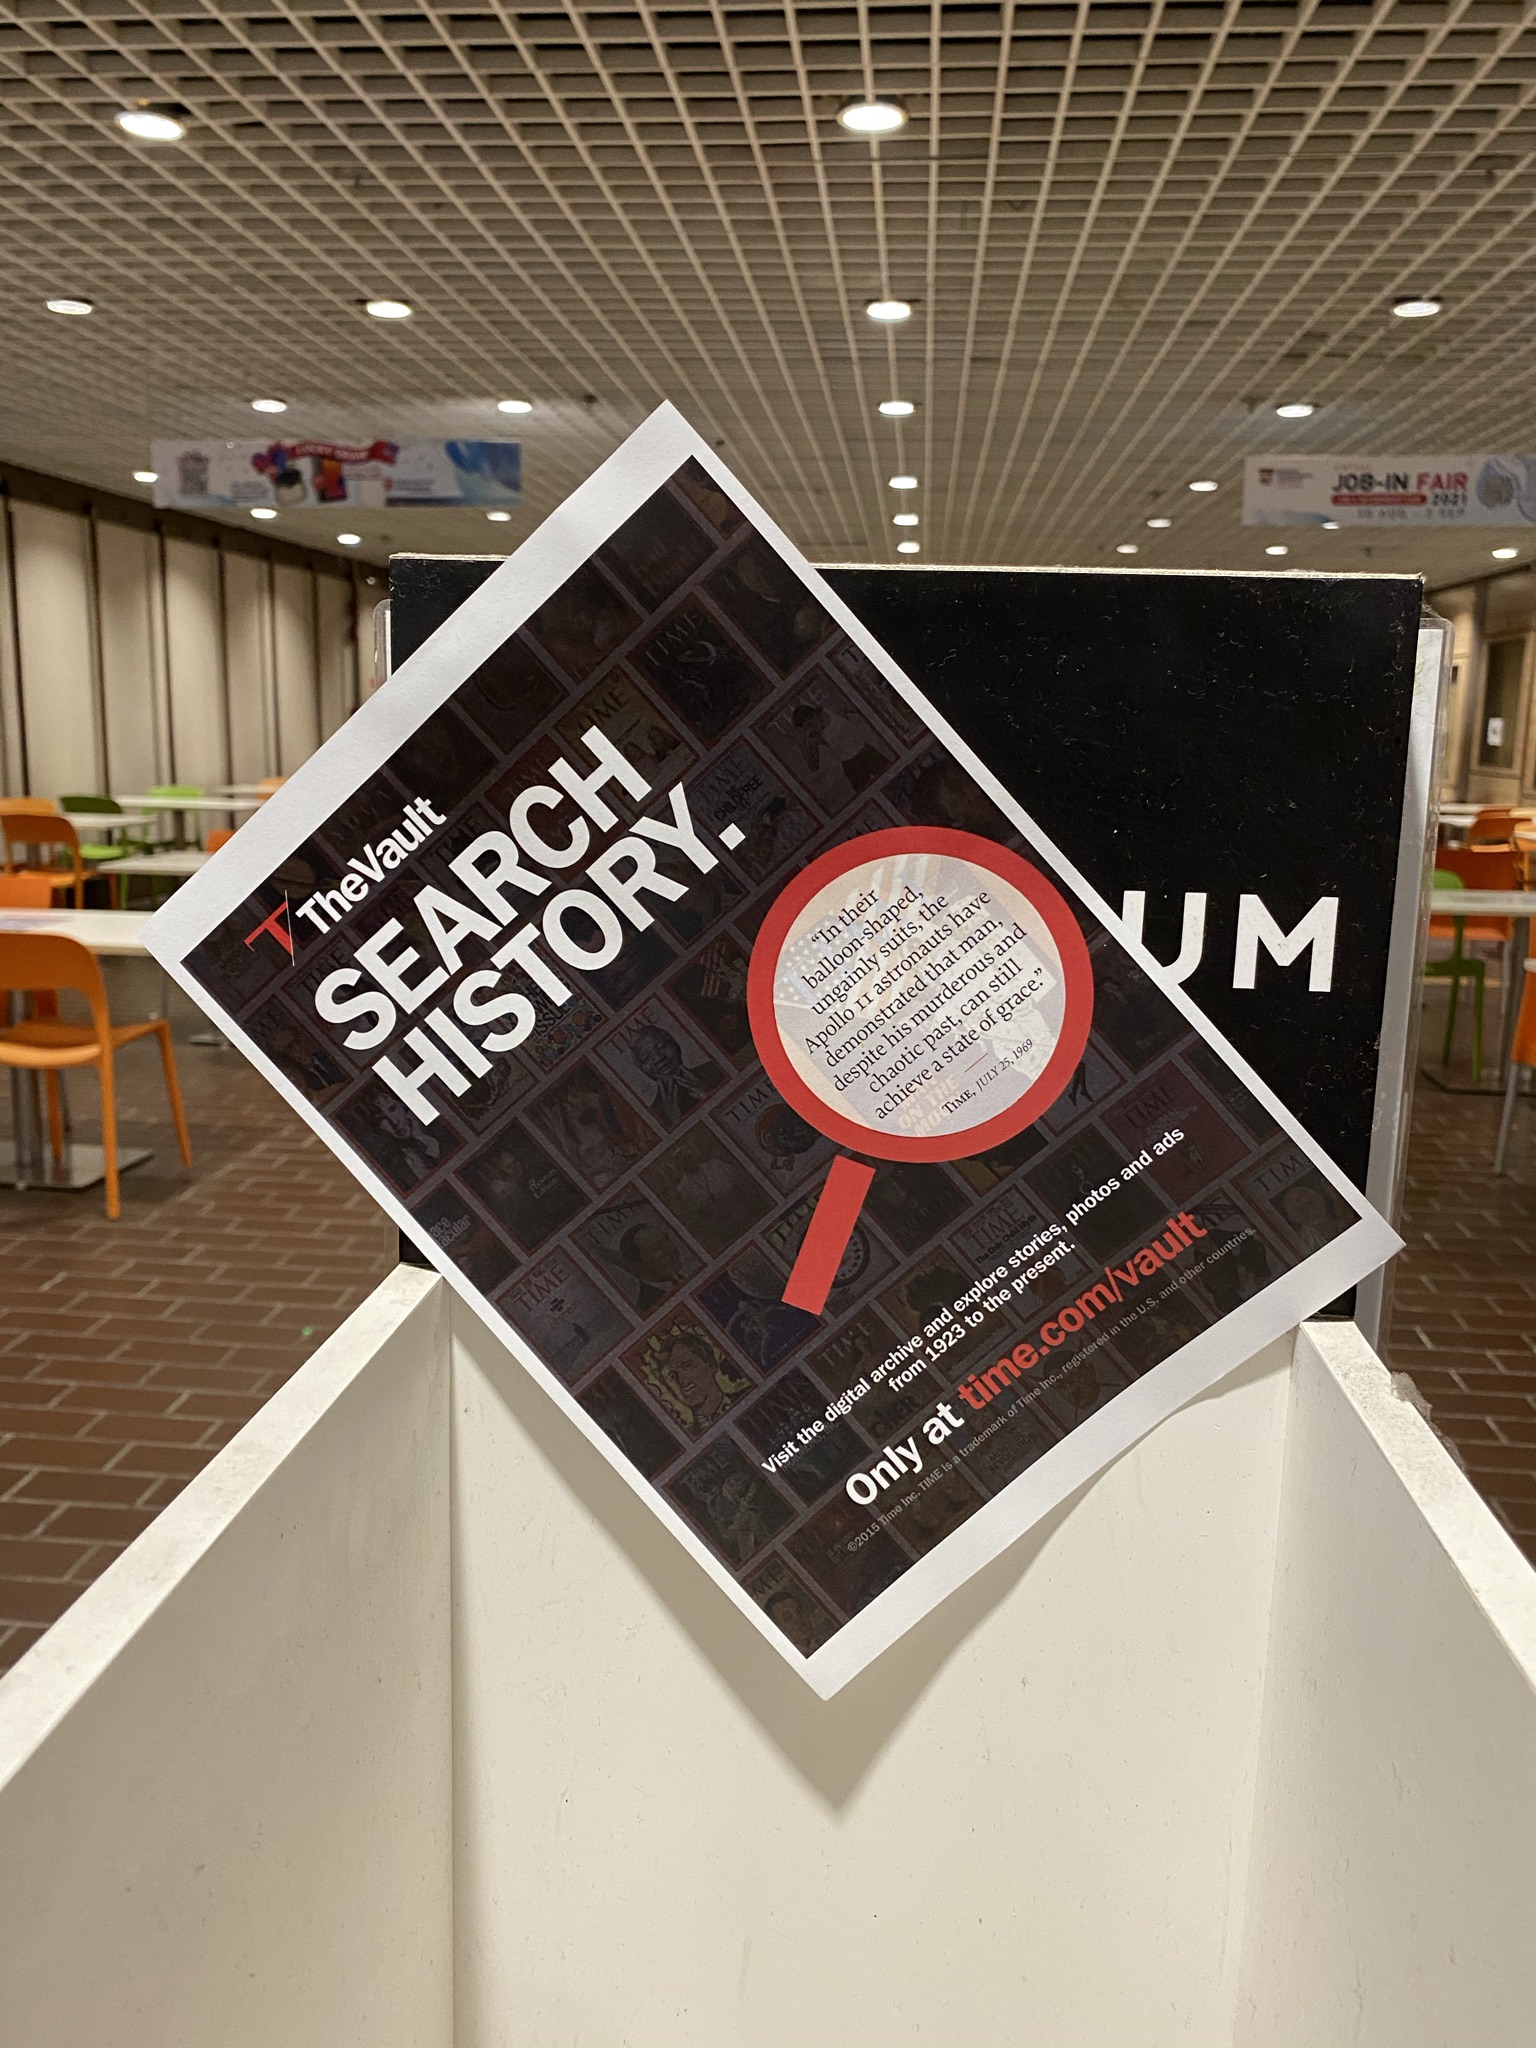 JOB-IN FAIR
2021
TheVault
SEARCH
HISTORY.
UM
“In their
balloon-shaped,
ungainly suits, the
Apollo 11 astronauts have
demonstrated that man,
despite his murderous and
chaotic past, can still
achieve a state of grace.”
TIME, JULY 25, 1969
Visit the digital archive and explore stories, photos and ads
from 1923 to the present.
Only at time.com/vault
©2015 Time Inc. TIME is a trademark of Time Inc., registered in the U.S. and other countries.